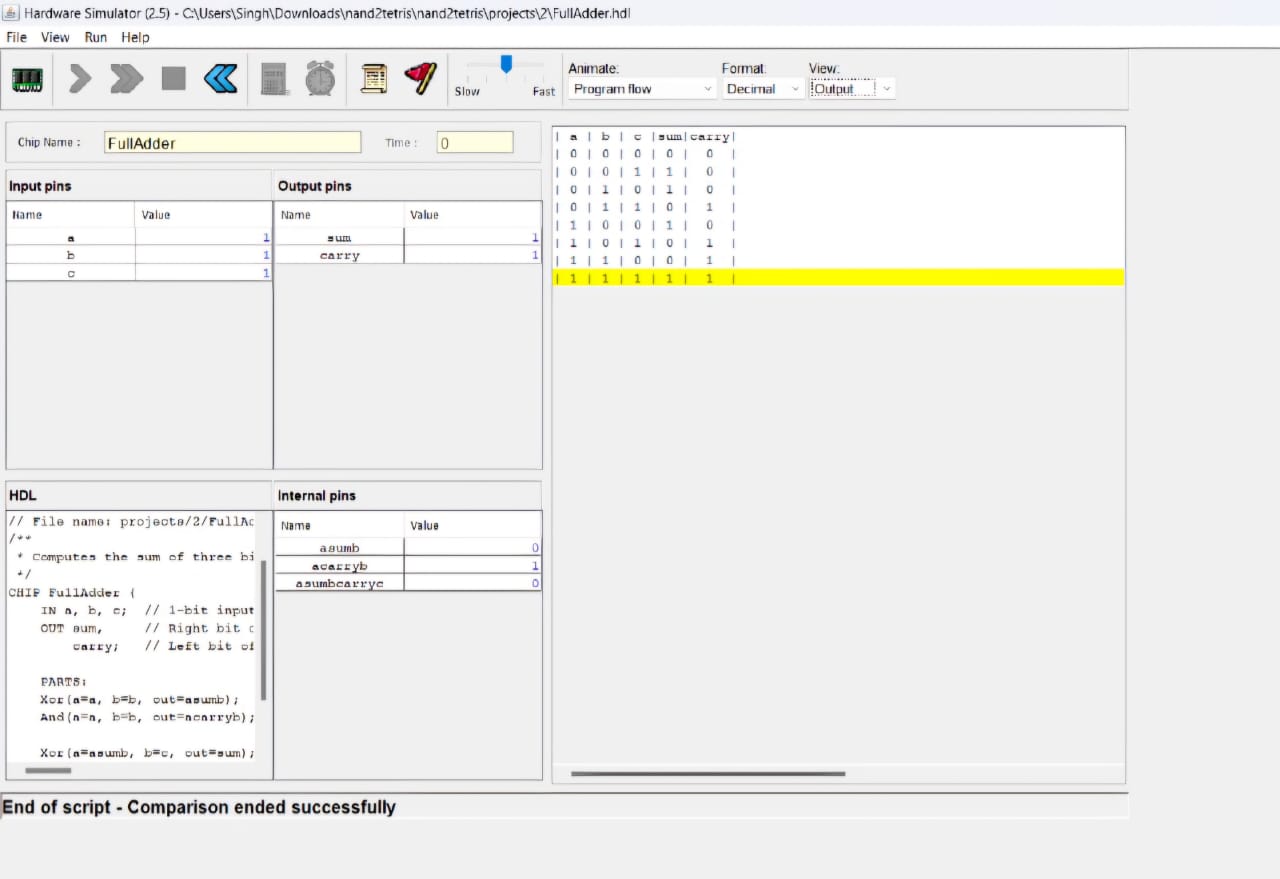 Hardware Simulator (2.5) - C:\Users\Singh\Downloads\nand2tetris\nand2tetris\projects\2\FullAdder.hdl
File View Run Help
Slow Fast
Animate: Format: View:
Program flow Decimal Output
Chip Name : FullAdder Time : 0
Input pins
Name Value
a 1
b 1
c 1
Output pins
Name Value
sum 1
carry 1
| a | b | c |sum|carry|
| 0 | 0 | 0 | 0 | 0 |
| 0 | 0 | 1 | 1 | 0 |
| 0 | 1 | 0 | 1 | 0 |
| 0 | 1 | 1 | 0 | 1 |
| 1 | 0 | 0 | 1 | 0 |
| 1 | 0 | 1 | 0 | 1 |
| 1 | 1 | 0 | 0 | 1 |
| 1 | 1 | 1 | 1 | 1 |
HDL
// File name: projects/2/FullAd
/**
* Computes the sum of three bi
*/
CHIP FullAdder {
IN a, b, c; // 1-bit input
OUT sum, // Right bit o
carry; // Left bit of
PARTS:
Xor(a=a, b=b, out=asumb);
And(a=a, b=b, out=acarryb);
Xor(a=asumb, b=c, out=sum);
Internal pins
Name Value
asumb 0
acarryb 1
asumbcarryc 0
End of script - Comparison ended successfully